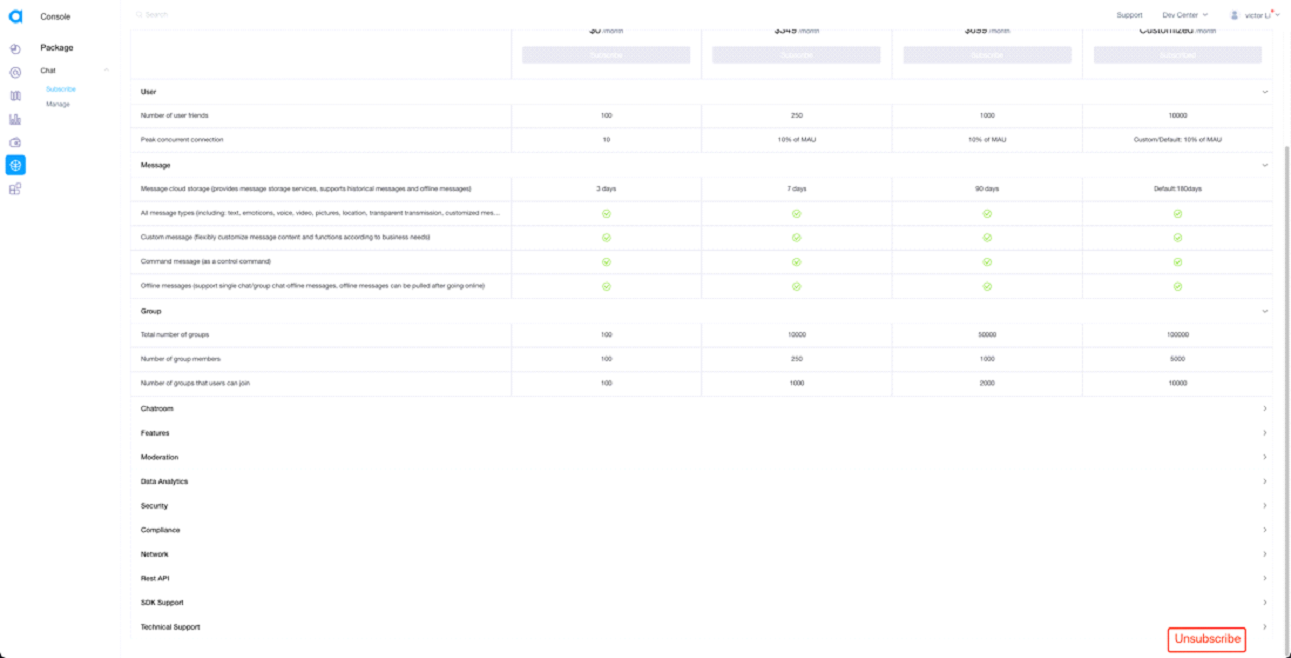 Console Search Support Dev Center victor Li
$0 /month $349 /month $699 /month Customized /month
Package
Subscribe Subscribe Subscribe Subscribed
Chat
Subscribe
Manage
User
Number of user friends 100 250 1000 10000
Peak concurrent connection 10 10% of MAU 10% of MAU Custom/Default: 10% of MAU
Message
Message cloud storage (provides message storage services, supports historical messages and offline messages) 3 days 7 days 90 days Default:180days
All message types (including: text, emoticons, voice, video, pictures, location, transparent transmission, customized mes...
Custom message (flexibly customize message content and functions according to business needs)
Command message (as a control command)
Offline messages (support single chat/group chat offline messages, offline messages can be pulled after going online)
Group
Total number of groups 100 10000 50000 100000
Number of group members 100 250 1000 5000
Number of groups that users can join 100 1000 2000 10000
Chatroom
Features
Moderation
Data Analytics
Security
Compliance
Network
Rest API
SDK Support
Technical Support
Unsubscribe